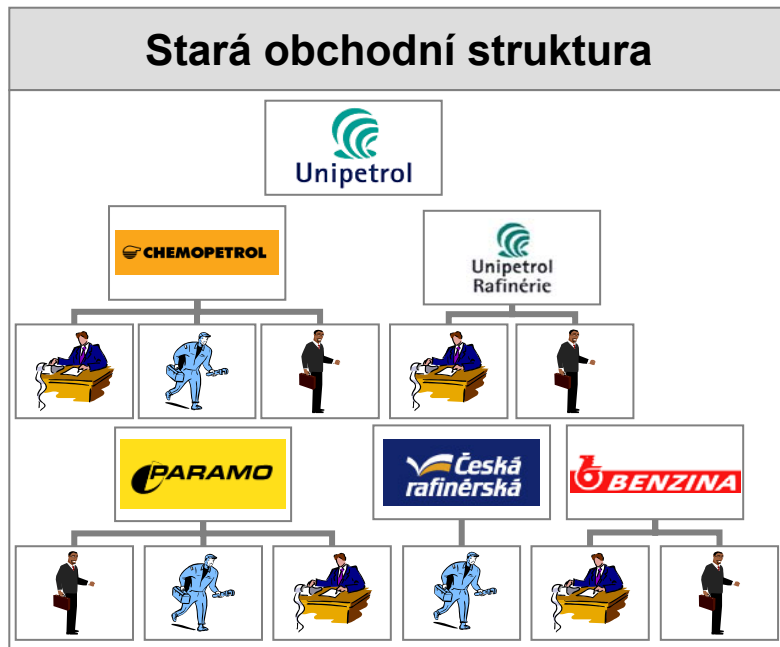 Stará obchodní struktura
Unipetrol
CHEMOPETROL
Unipetrol
Rafinérie
PARAMO
Česká
rafinérská
BENZINA